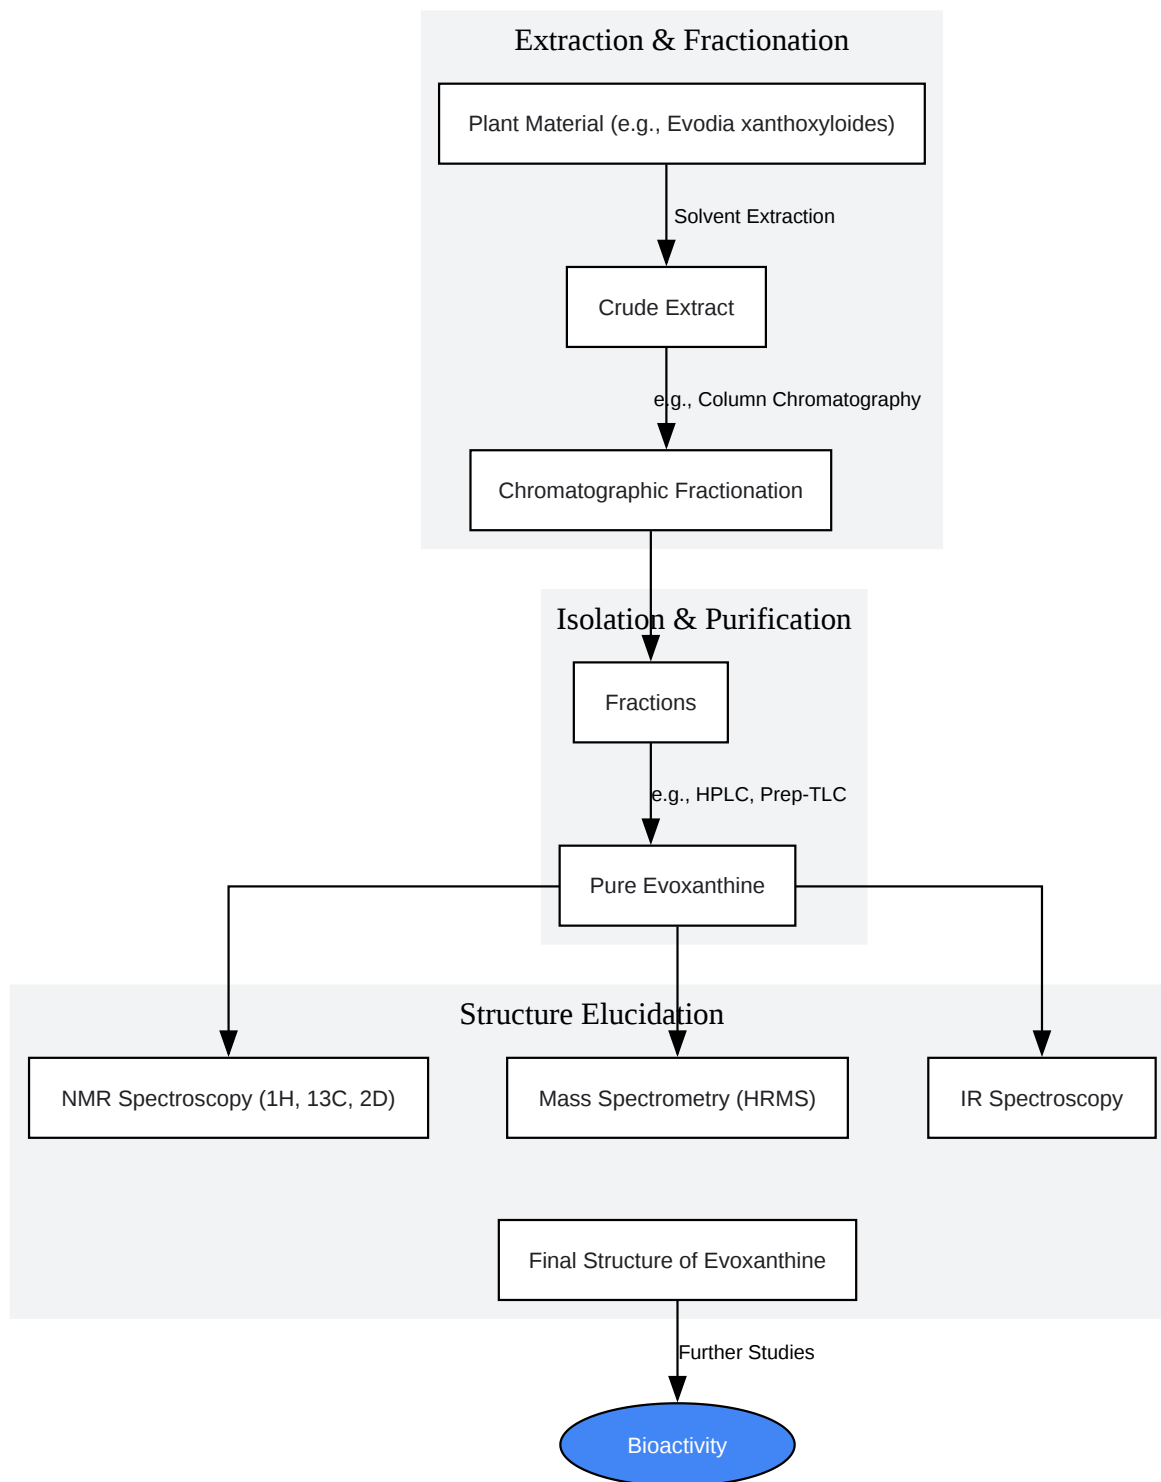 Extraction & Fractionation
Plant Material (e.g., Evodia xanthoxyloides)
Solvent Extraction
Crude Extract
e.g., Column Chromatography
Chromatographic Fractionation
Isolation & Purification
Fractions
e.g., HPLC, Prep-TLC
Pure Evoxanthine
Structure Elucidation
NMR Spectroscopy (1H, 13C, 2D)
Mass Spectrometry (HRMS)
IR Spectroscopy
Final Structure of Evoxanthine
Further Studies
Bioactivity